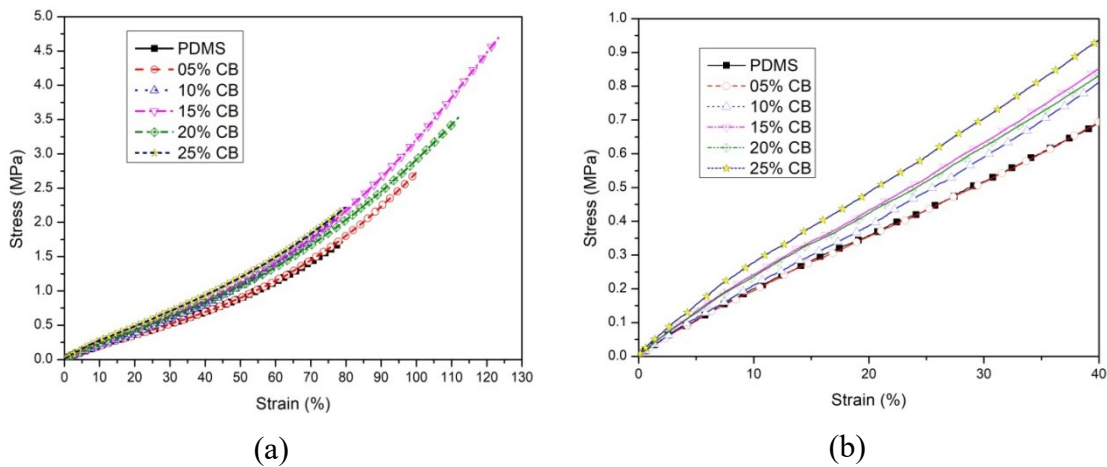 5.0
4.5
4.0
3.5
3.0
2.5
2.0
1.5
1.0
0.5
0.0
Stress (MPa)
PDMS
05% CB
10% CB
15% CB
20% CB
25% CB
0 10 20 30 40 50 60 70 80 90 100 110 120 130
Strain (%)
(a)
1.0
0.9
0.8
0.7
0.6
0.5
0.4
0.3
0.2
0.1
0.0
Stress (MPa)
PDMS
05% CB
10% CB
15% CB
20% CB
25% CB
0 10 20 30 40
Strain (%)
(b)